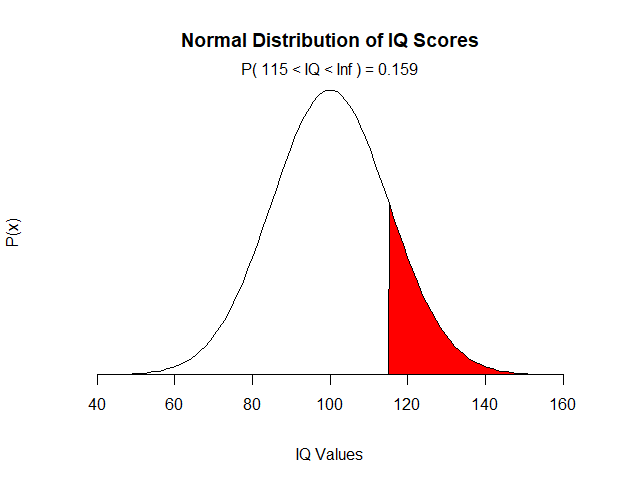 Normal Distribution of IQ Scores
P( 115 < IQ < Inf ) = 0.159
P(x)
40 60 80 100 120 140 160
IQ Values